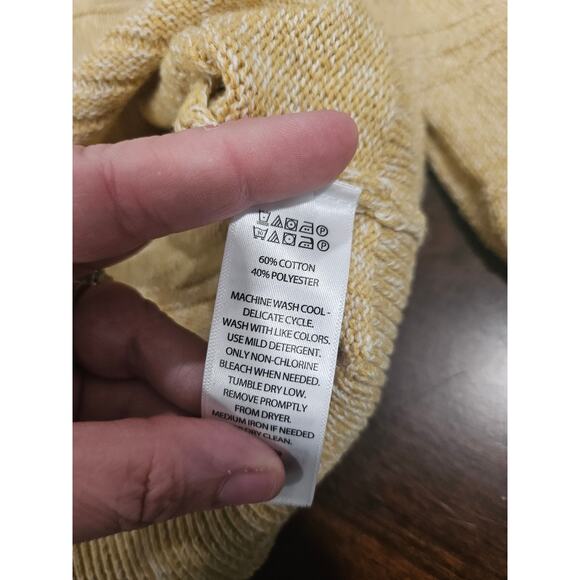 60% COTTON
40% POLYESTER
MACHINE WASH COOL -
DELICATE CYCLE.
WASH WITH LIKE COLORS.
USE MILD DETERGENT.
ONLY NON-CHLORINE
BLEACH WHEN NEEDED.
TUMBLE DRY LOW.
REMOVE PROMPTLY
FROM DRYER.
MEDIUM IRON IF NEEDED
DRY CLEAN.